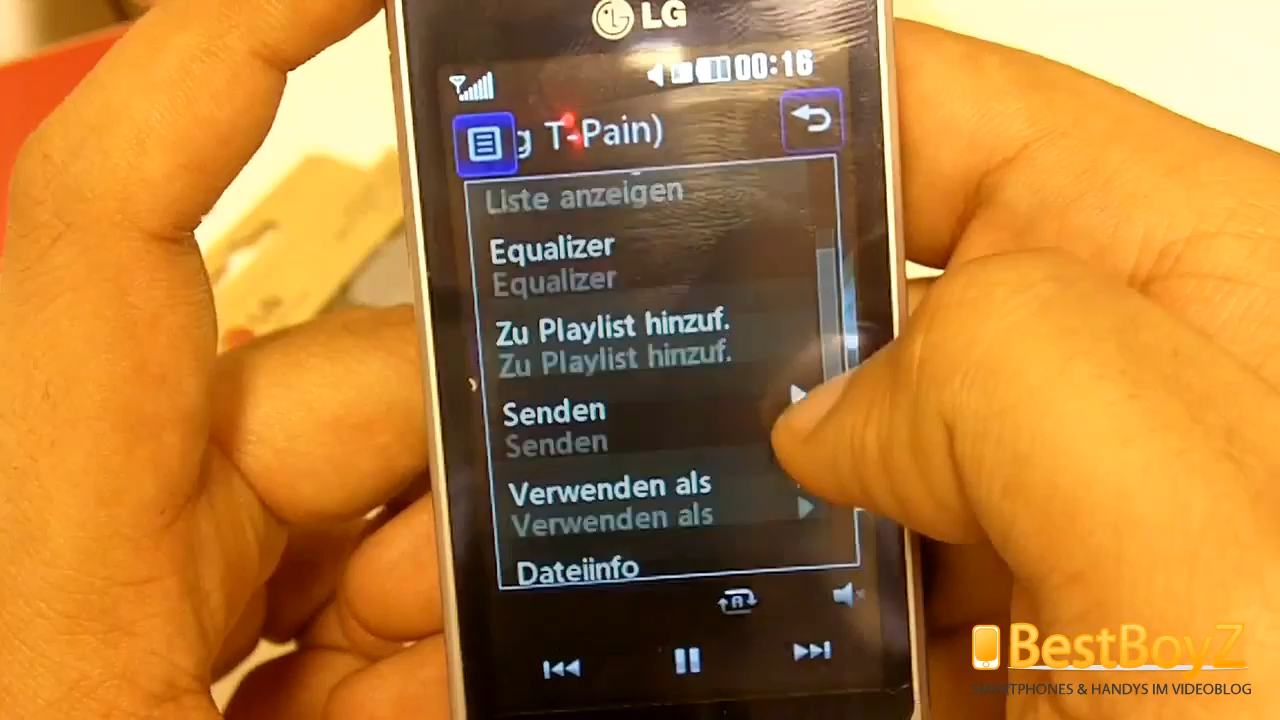 LG
00:16
g T-Pain)
Liste anzeigen
Equalizer
Equalizer
Zu Playlist hinzuf.
Zu Playlist hinzuf.
Senden
Senden
Verwenden als
Verwenden als
Dateiinfo
BestBoyZ
SMARTPHONES & HANDYS IM VIDEOBLOG